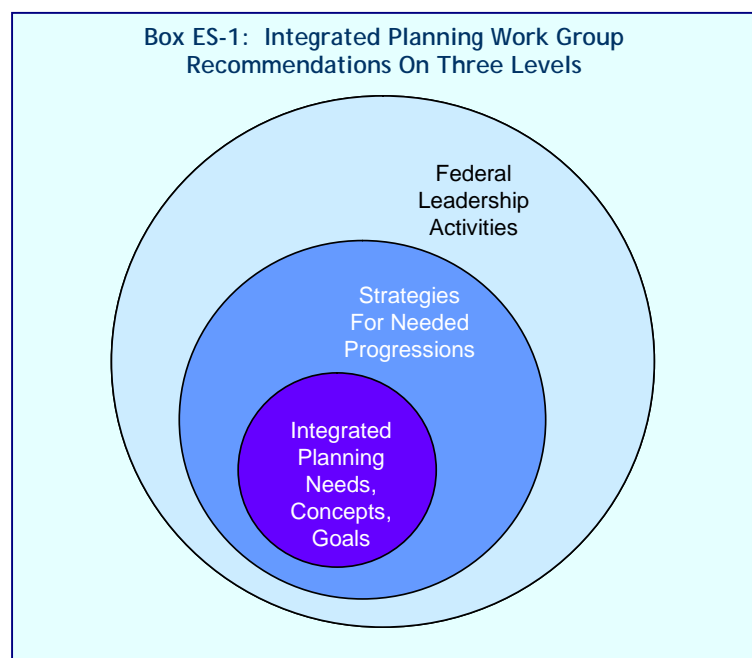 Box ES-1: Integrated Planning Work Group
Recommendations On Three Levels
Federal
Leadership
Activities
Strategies
For Needed
Progressions
Integrated
Planning
Needs,
Concepts,
Goals